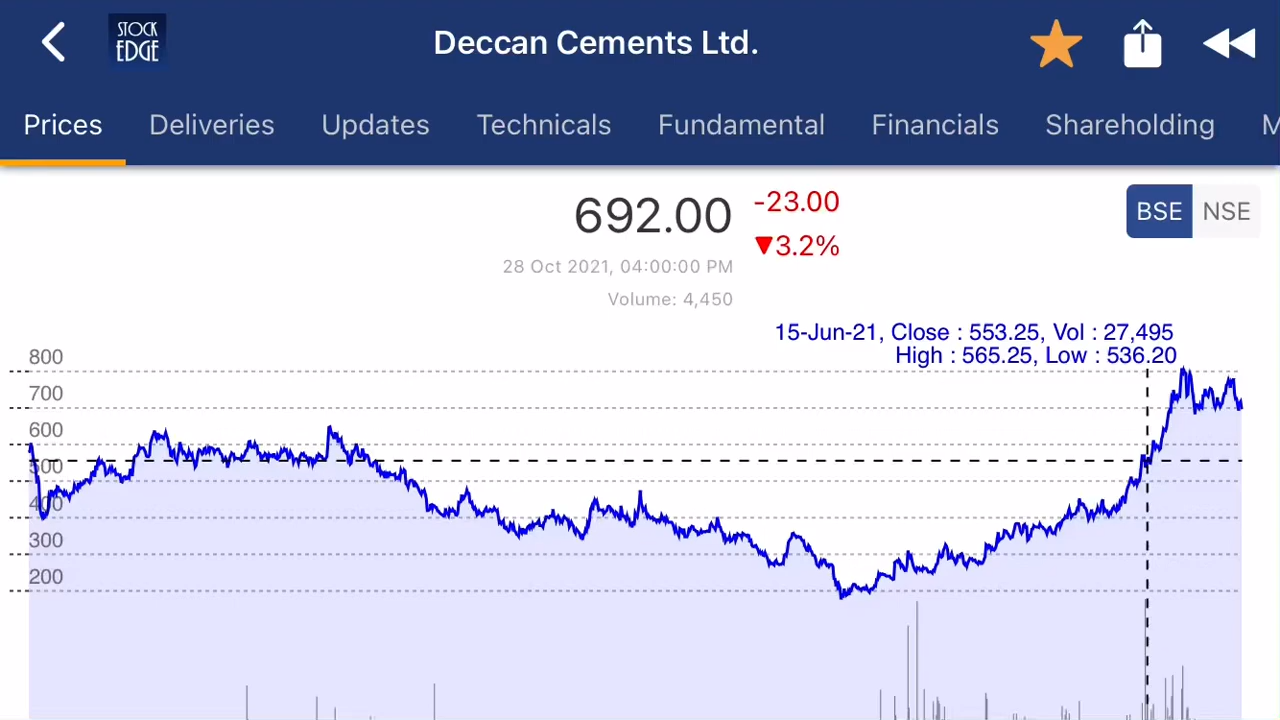 STOCK
EDGE
Deccan Cements Ltd.
Prices Deliveries Updates Technicals Fundamental Financials Shareholding M
692.00 -23.00
▼3.2%
BSE NSE
28 Oct 2021, 04:00:00 PM
Volume: 4,450
15-Jun-21, Close : 553.25, Vol : 27,495
High : 565.25, Low : 536.20
800
700
600
500
400
300
200